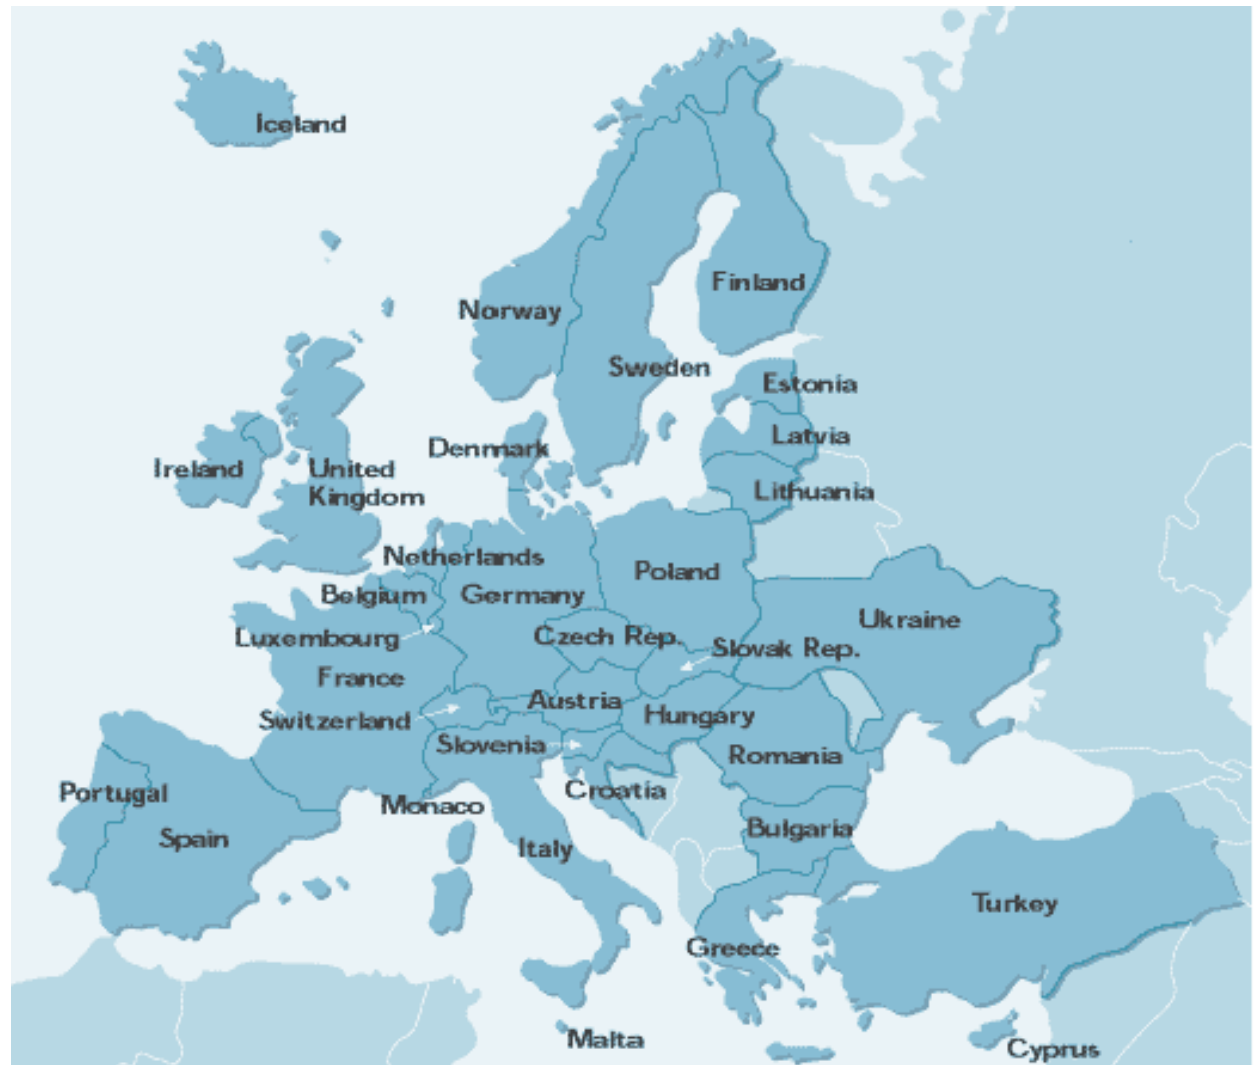 Iceland
Finland
Norway
Sweden
Estonia
Latvia
Denmark
Ireland
United
Kingdom
Lithuania
Netherlands
Poland
Belgium
Germany
Ukraine
Luxembourg
Czech Rep.
Slovak Rep.
France
Austria
Switzerland
Hungary
Slovenia
Romania
Portugal
Croatia
Monaco
Bulgaria
Spain
Italy
Turkey
Greece
Malta
Cyprus